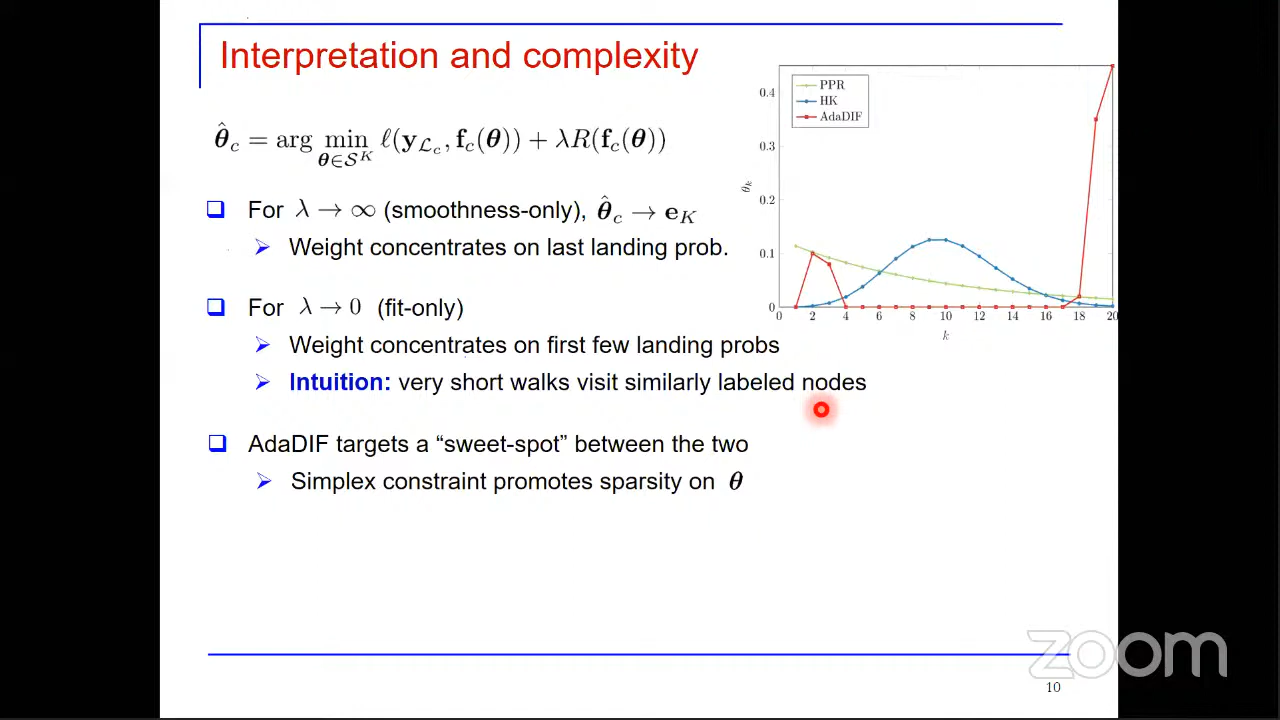 Interpretation and complexity
θ̂_c = arg min_{θ∈S^K} ℓ(y_{L_c}, f_c(θ)) + λR(f_c(θ))
❑ For λ → ∞ (smoothness-only), θ̂_c → e_K
➢ Weight concentrates on last landing prob.
❑ For λ → 0 (fit-only)
➢ Weight concentrates on first few landing probs
➢ Intuition: very short walks visit similarly labeled nodes
❑ AdaDIF targets a “sweet-spot” between the two
➢ Simplex constraint promotes sparsity on θ
PPR
HK
AdaDIF
0.4
0.3
0.2
0.1
0
θ_k
0 2 4 6 8 10 12 14 16 18 20
k
zoom
10